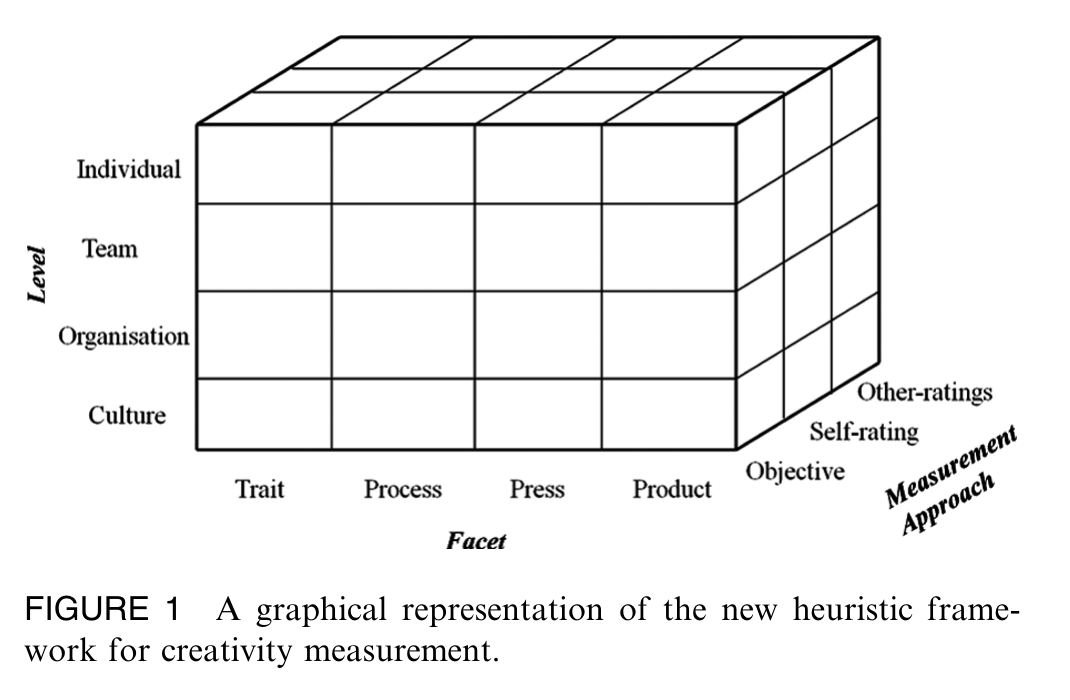 Individual
Team
Level
Organisation
Culture
Other-ratings
Self-rating
Objective
Measurement
Approach
Trait Process Press Product
Facet
FIGURE 1 A graphical representation of the new heuristic frame-
work for creativity measurement.